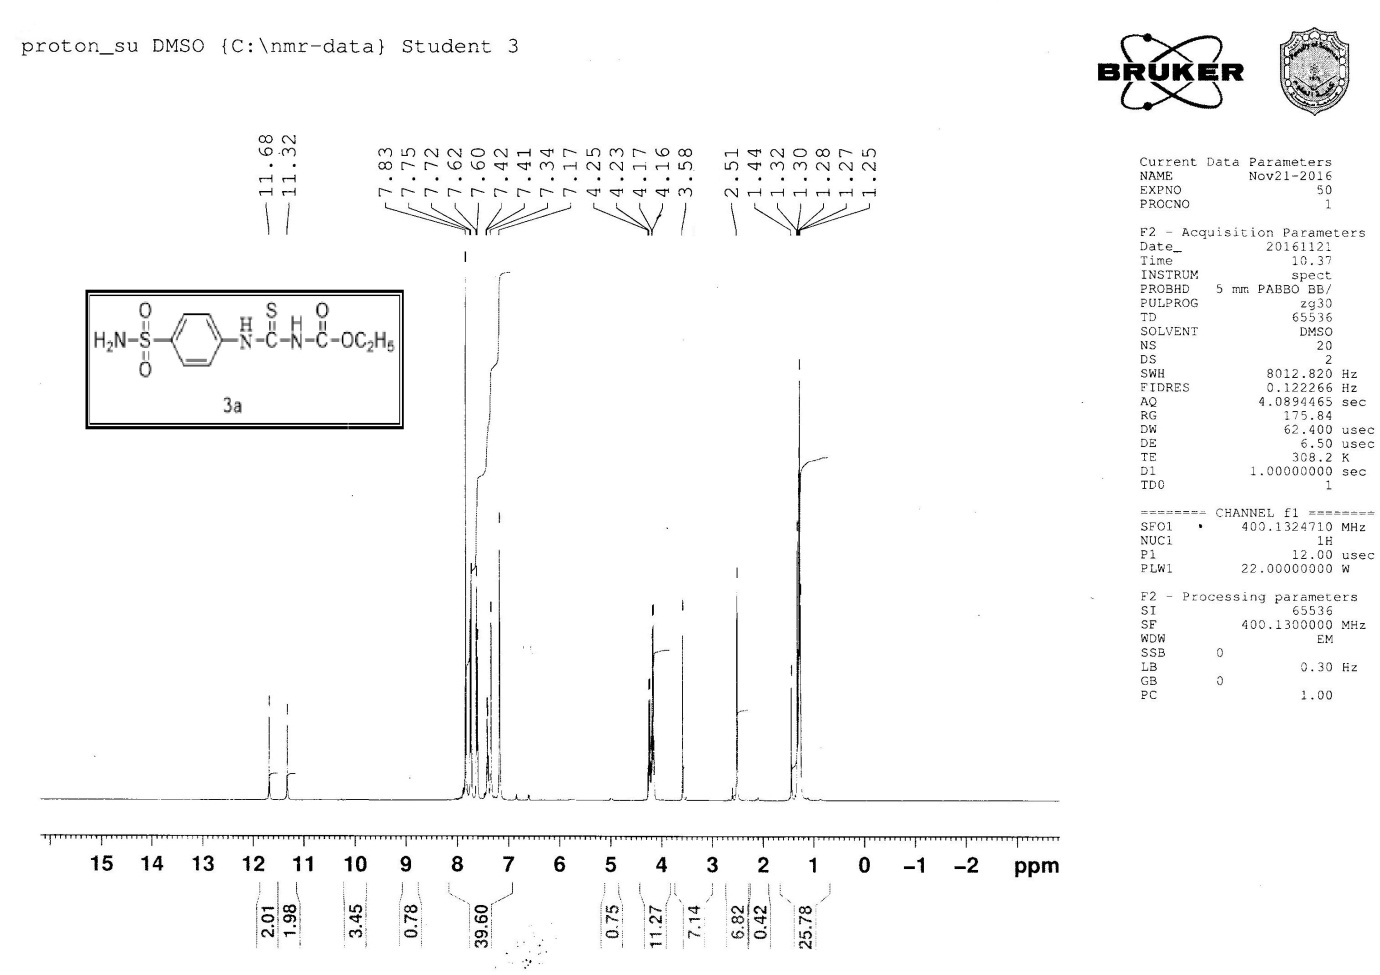 proton_su DMSO {C:\nmr-data} Student 3
BRUKER
11.68
11.32
7.83
7.75
7.72
7.62
7.60
7.42
7.41
7.34
7.17
4.25
4.23
4.17
4.16
3.58
2.51
1.44
1.32
1.30
1.28
1.27
1.25
Current Data Parameters
NAME Nov21-2016
EXPNO 50
PROCNO 1
F2 - Acquisition Parameters
Date_ 20161121
Time 10.37
INSTRUM spect
PROBHD 5 mm PABBO BB/
PULPROG zg30
TD 65536
SOLVENT DMSO
NS 20
DS 2
SWH 8012.820 Hz
FIDRES 0.122266 Hz
AQ 4.0894465 sec
RG 175.84
DW 62.400 usec
DE 6.50 usec
TE 308.2 K
D1 1.00000000 sec
TD0 1
======== CHANNEL f1 ========
SFO1 400.1324710 MHz
NUC1 1H
P1 12.00 usec
PLW1 22.00000000 W
F2 - Processing parameters
SI 65536
SF 400.1300000 MHz
WDW EM
SSB 0
LB 0.30 Hz
GB 0
PC 1.00
O S O
H H
H2N-S N-C-N-C-OC2H5
O
3a
15 14 13 12 11 10 9 8 7 6 5 4 3 2 1 0 -1 -2 ppm
2.01
1.98
3.45
0.78
39.60
0.75
11.27
7.14
6.82
0.42
25.78